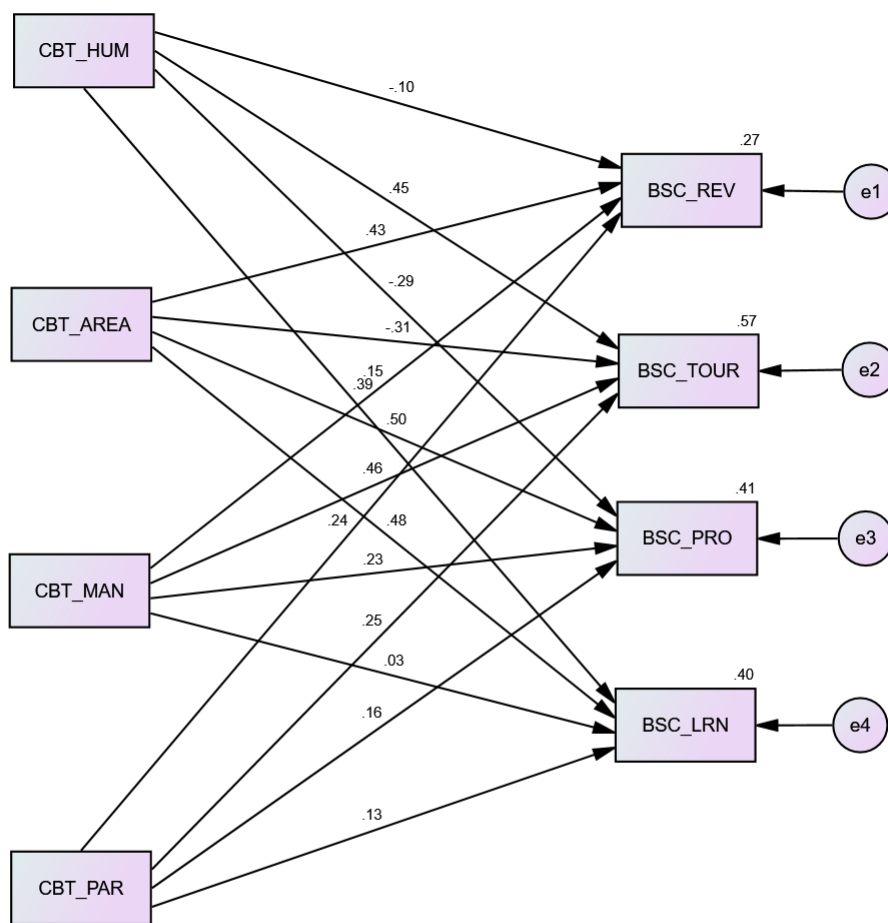 CBT_HUM
-.10
.27
BSC_REV
e1
.45
.43
-.29
CBT_AREA
-.31
.57
BSC_TOUR
e2
.15
.39
.50
.46
.41
.48
.24
BSC_PRO
e3
.23
CBT_MAN
.25
.03
.40
.16
BSC_LRN
e4
.13
CBT_PAR